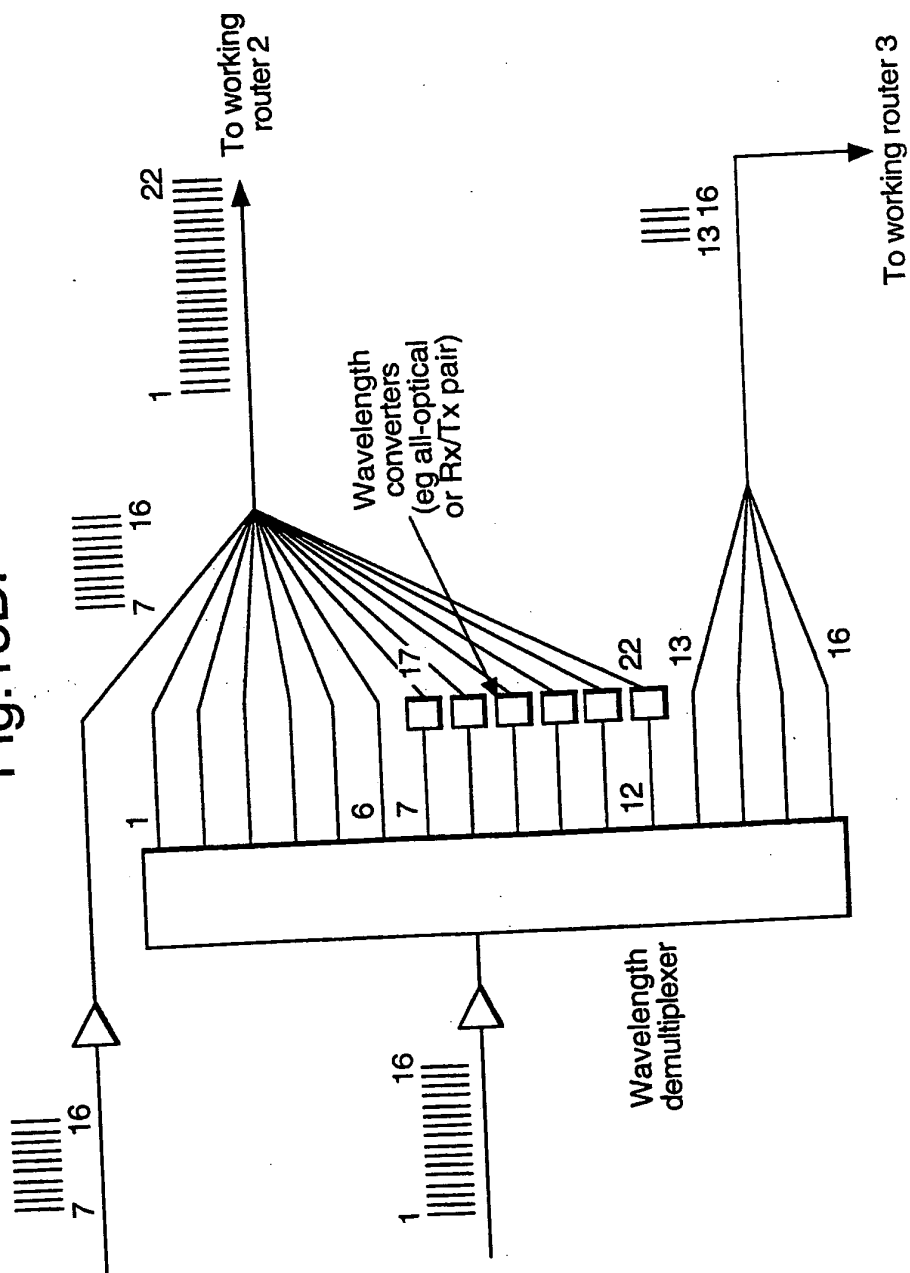 7 16
7 16
1 22
To working
router 2
1
6
7
17
Wavelength
converters
(eg all-optical
or Rx/Tx pair)
1 16
12
22
13
16
Wavelength
demultiplexer
13 16
To working router 3